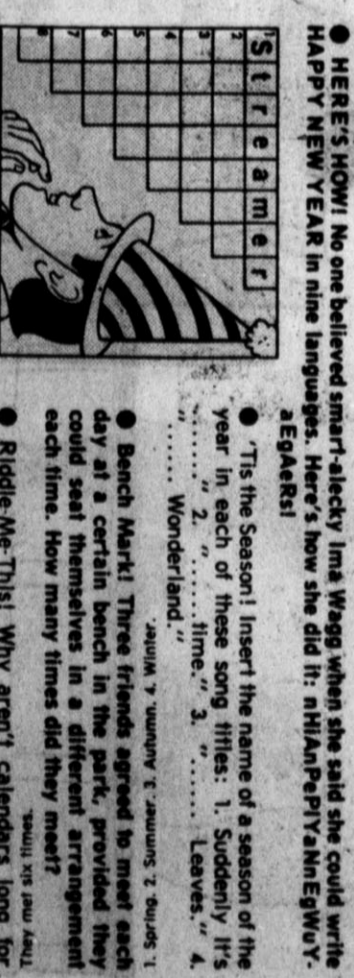 ● HERE'S HOW! No one believed smart-alecky Ima Wagg when she said she could write
HAPPY NEW YEAR in nine languages. Here's how she did it: nHiAnPePlYaNnEgWuY-
aEgAeRs!
1 S t r e a m e r
2
3
4
5
6
7
8
● 'Tis the Season! Insert the name of a season of the
year in each of these song titles: 1. Suddenly It's
"......" 2. "......time." 3. "...... Leaves." 4.
"...... Wonderland."
1. Spring. 2. Summer. 3. Autumn. 4. Winter.
● Bench Mark! Three friends agreed to meet each
day at a certain bench in the park, provided they
could seat themselves in a different arrangement
each time. How many times did they meet?
They met six times.
● Riddle-Me-This! Why aren't calendars long for